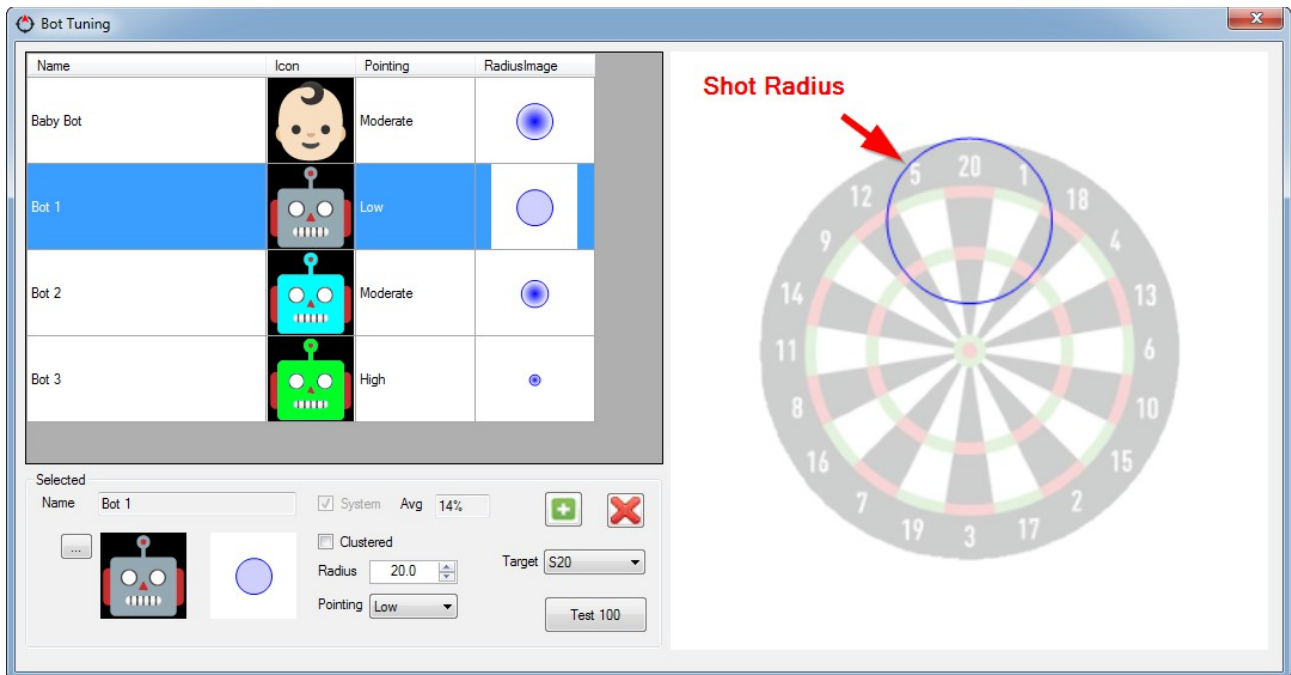 Bot Tuning
Name Icon Pointing RadiusImage
Baby Bot Moderate
Bot 1 Low
Bot 2 Moderate
Bot 3 High
Selected
Name Bot 1 System Avg 14%
... Clustered
Radius 20.0 Target S20
Pointing Low Test 100
Shot Radius
5 20 1
12 18
9 4
14 13
11 6
8 10
16 15
7 2
19 3 17